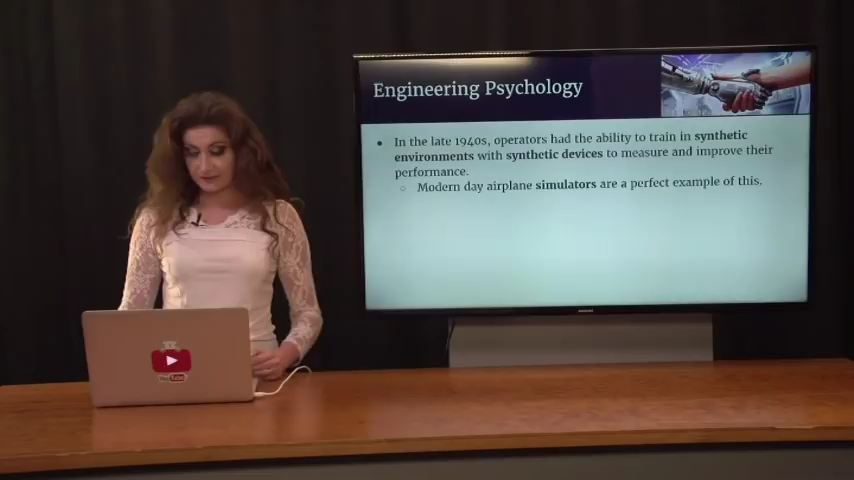 Engineering Psychology
● In the late 1940s, operators had the ability to train in synthetic
environments with synthetic devices to measure and improve their
performance.
○ Modern day airplane simulators are a perfect example of this.